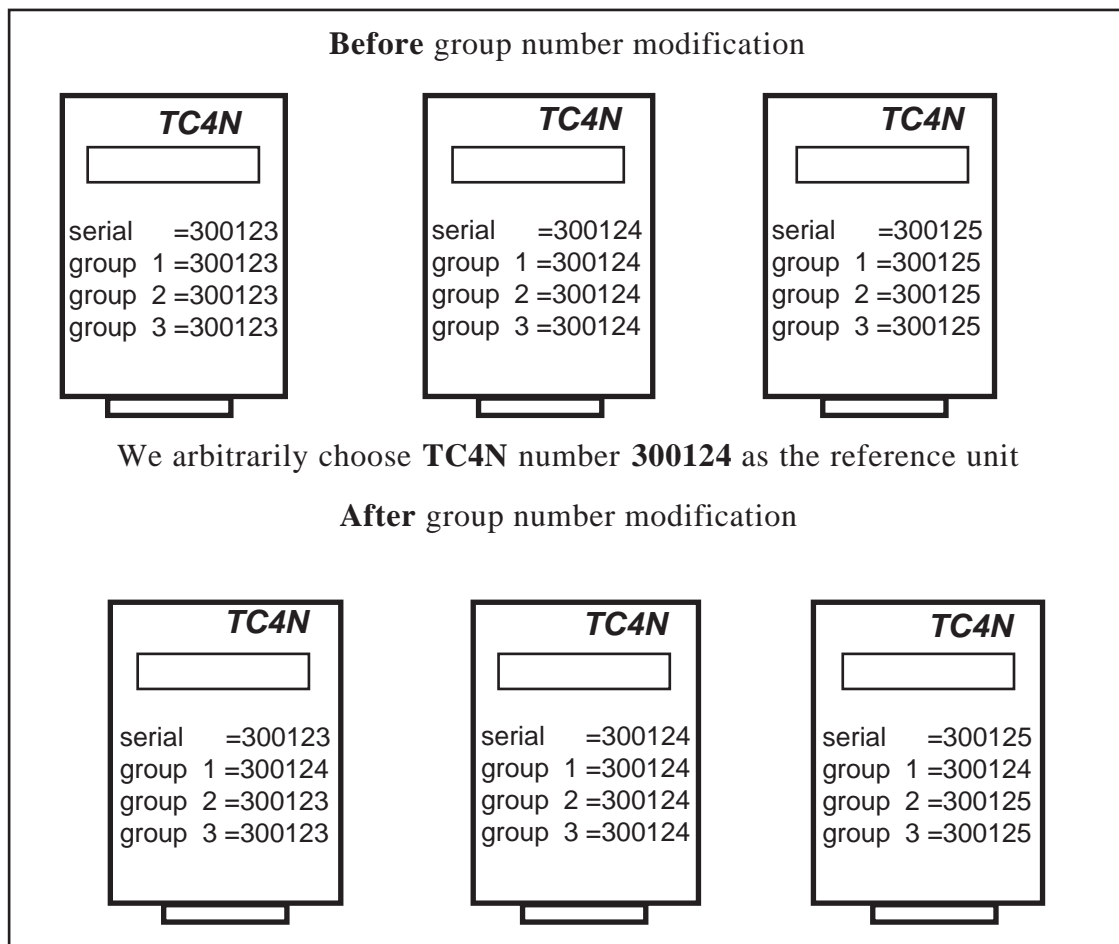 Before group number modification
TC4N
serial =300123
group 1 =300123
group 2 =300123
group 3 =300123
TC4N
serial =300124
group 1 =300124
group 2 =300124
group 3 =300124
TC4N
serial =300125
group 1 =300125
group 2 =300125
group 3 =300125
We arbitrarily choose TC4N number 300124 as the reference unit
After group number modification
TC4N
serial =300123
group 1 =300124
group 2 =300123
group 3 =300123
TC4N
serial =300124
group 1 =300124
group 2 =300124
group 3 =300124
TC4N
serial =300125
group 1 =300124
group 2 =300125
group 3 =300125